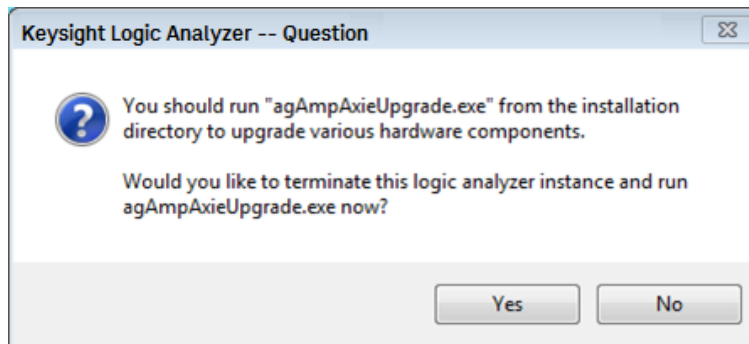 Keysight Logic Analyzer -- Question
You should run "agAmpAxieUpgrade.exe" from the installation
directory to upgrade various hardware components.
Would you like to terminate this logic analyzer instance and run
agAmpAxieUpgrade.exe now?
Yes
No